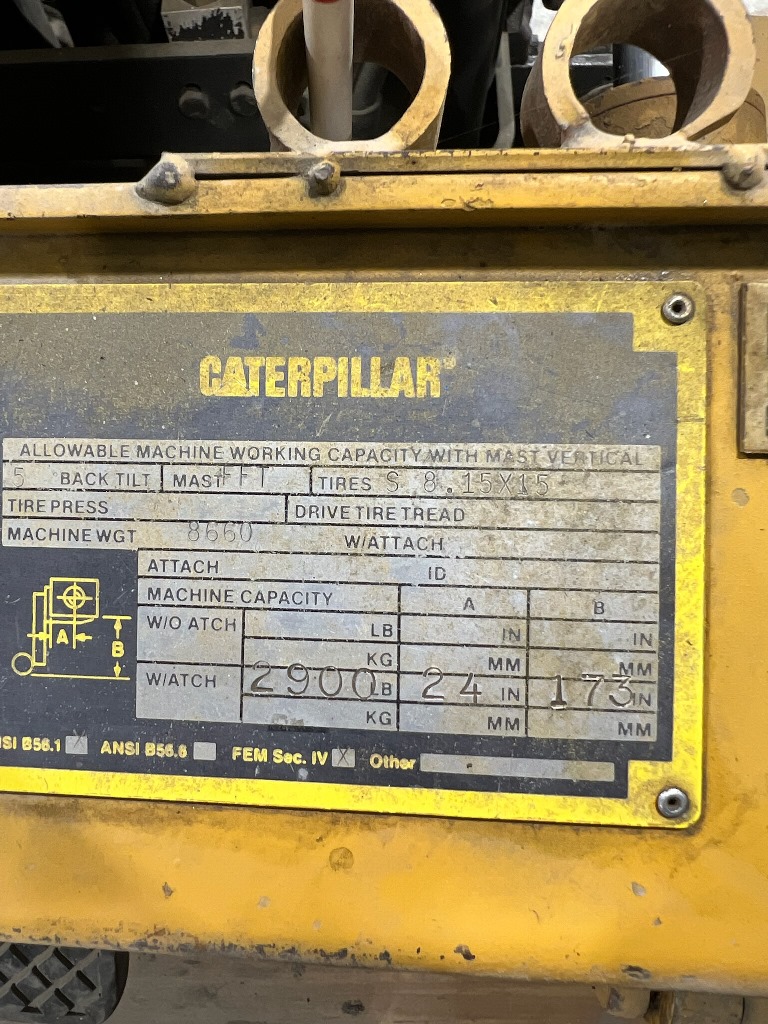 CATERPILLAR
ALLOWABLE MACHINE WORKING CAPACITY WITH MAST VERTICAL
5 BACK TILT MAST FFT TIRES S 8.15X15
TIRE PRESS DRIVE TIRE TREAD
MACHINE WGT 8660 W/ATTACH
ATTACH ID
MACHINE CAPACITY A B
W/O ATCH LB IN IN
KG MM MM
W/ATCH 2900 LB 24 IN 173 IN
KG MM MM
A B
SI B56.1 ANSI B56.6 FEM Sec. IV X Other